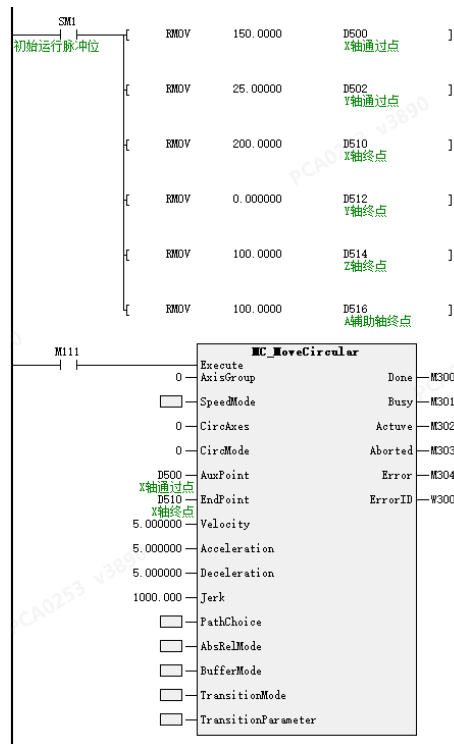 SM1
初始运行脉冲位
[ RMOV 150.0000 D500 ]
X轴通过点
[ RMOV 25.00000 D502 ]
Y轴通过点
[ RMOV 200.0000 D510 ]
X轴终点
[ RMOV 0.000000 D512 ]
Y轴终点
[ RMOV 100.0000 D514 ]
Z轴终点
[ RMOV 100.0000 D516 ]
A辅助轴终点
M111
MC_MoveCircular
Execute
0 AxisGroup Done M300
SpeedMode Busy M301
0 CircAxes Actuve M302
0 CircMode Aborted M303
D500 AuxPoint Error M304
X轴通过点
D510 EndPoint ErrorID W300
X轴终点
5.000000 Velocity
5.000000 Acceleration
5.000000 Deceleration
1000.000 Jerk
PathChoice
AbsRelMode
BufferMode
TransitionMode
TransitionParameter
PCA0253 v3890
PCA0253 v3890